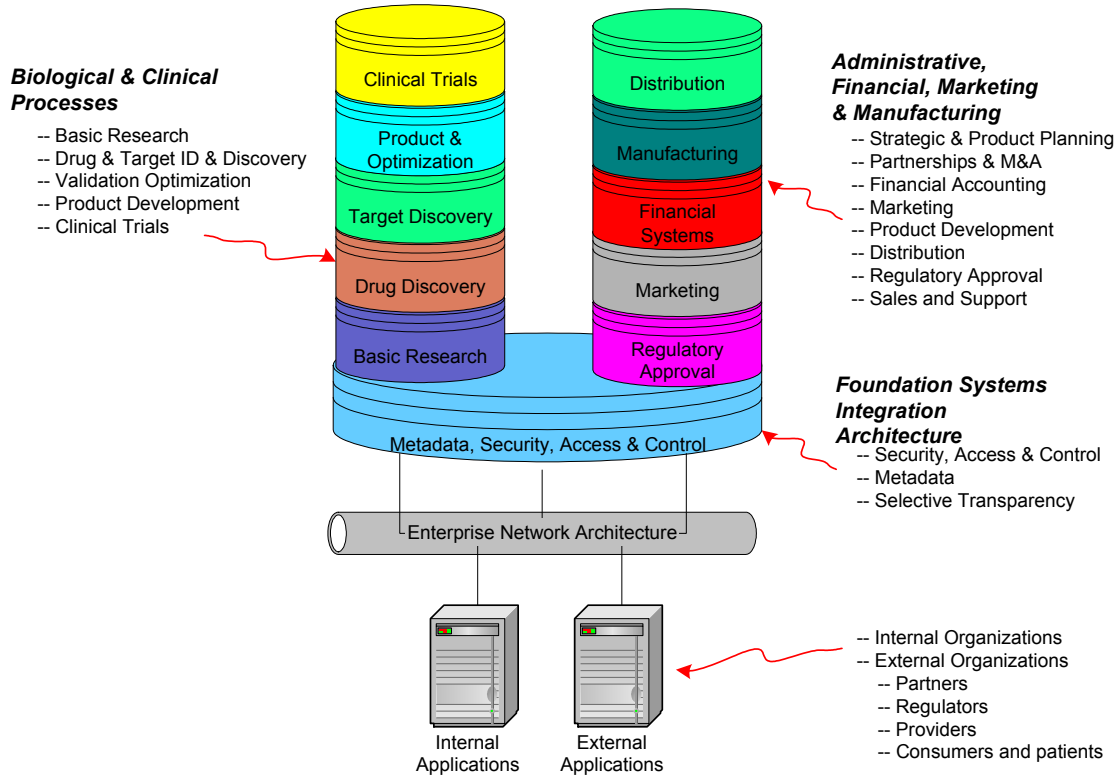 Biological & Clinical
Processes
-- Basic Research
-- Drug & Target ID & Discovery
-- Validation Optimization
-- Product Development
-- Clinical Trials
Clinical Trials
Product &
Optimization
Target Discovery
Drug Discovery
Basic Research
Distribution
Manufacturing
Financial
Systems
Marketing
Regulatory
Approval
Administrative,
Financial, Marketing
& Manufacturing
-- Strategic & Product Planning
-- Partnerships & M&A
-- Financial Accounting
-- Marketing
-- Product Development
-- Distribution
-- Regulatory Approval
-- Sales and Support
Metadata, Security, Access & Control
Foundation Systems
Integration
Architecture
-- Security, Access & Control
-- Metadata
-- Selective Transparency
Enterprise Network Architecture
Internal
Applications
External
Applications
-- Internal Organizations
-- External Organizations
-- Partners
-- Regulators
-- Providers
-- Consumers and patients